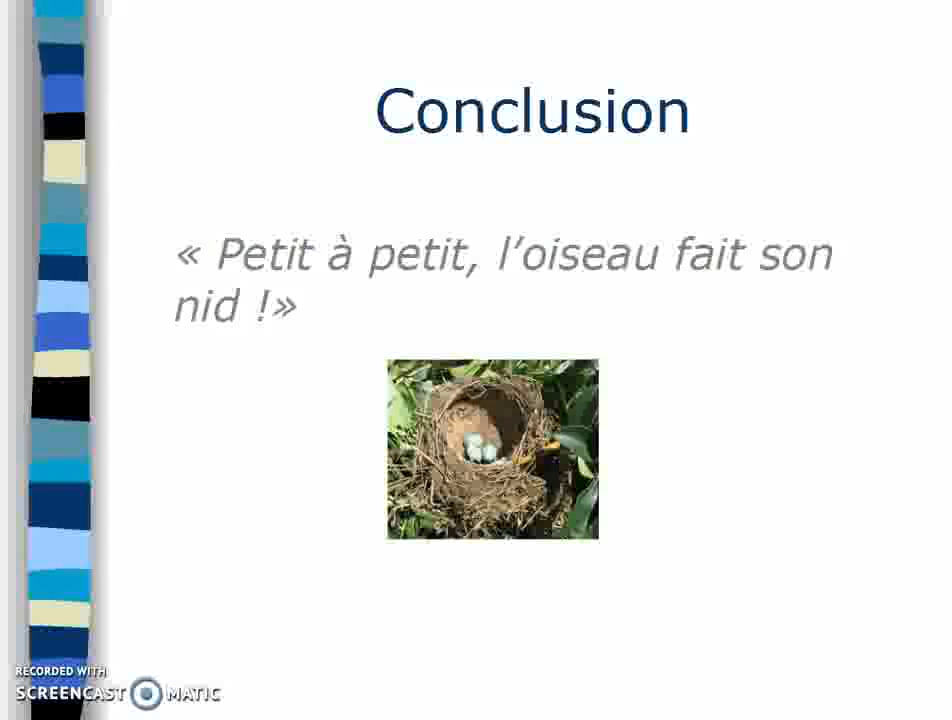 Conclusion
« Petit à petit, l’oiseau fait son
nid !»
RECORDED WITH
SCREENCAST MATIC